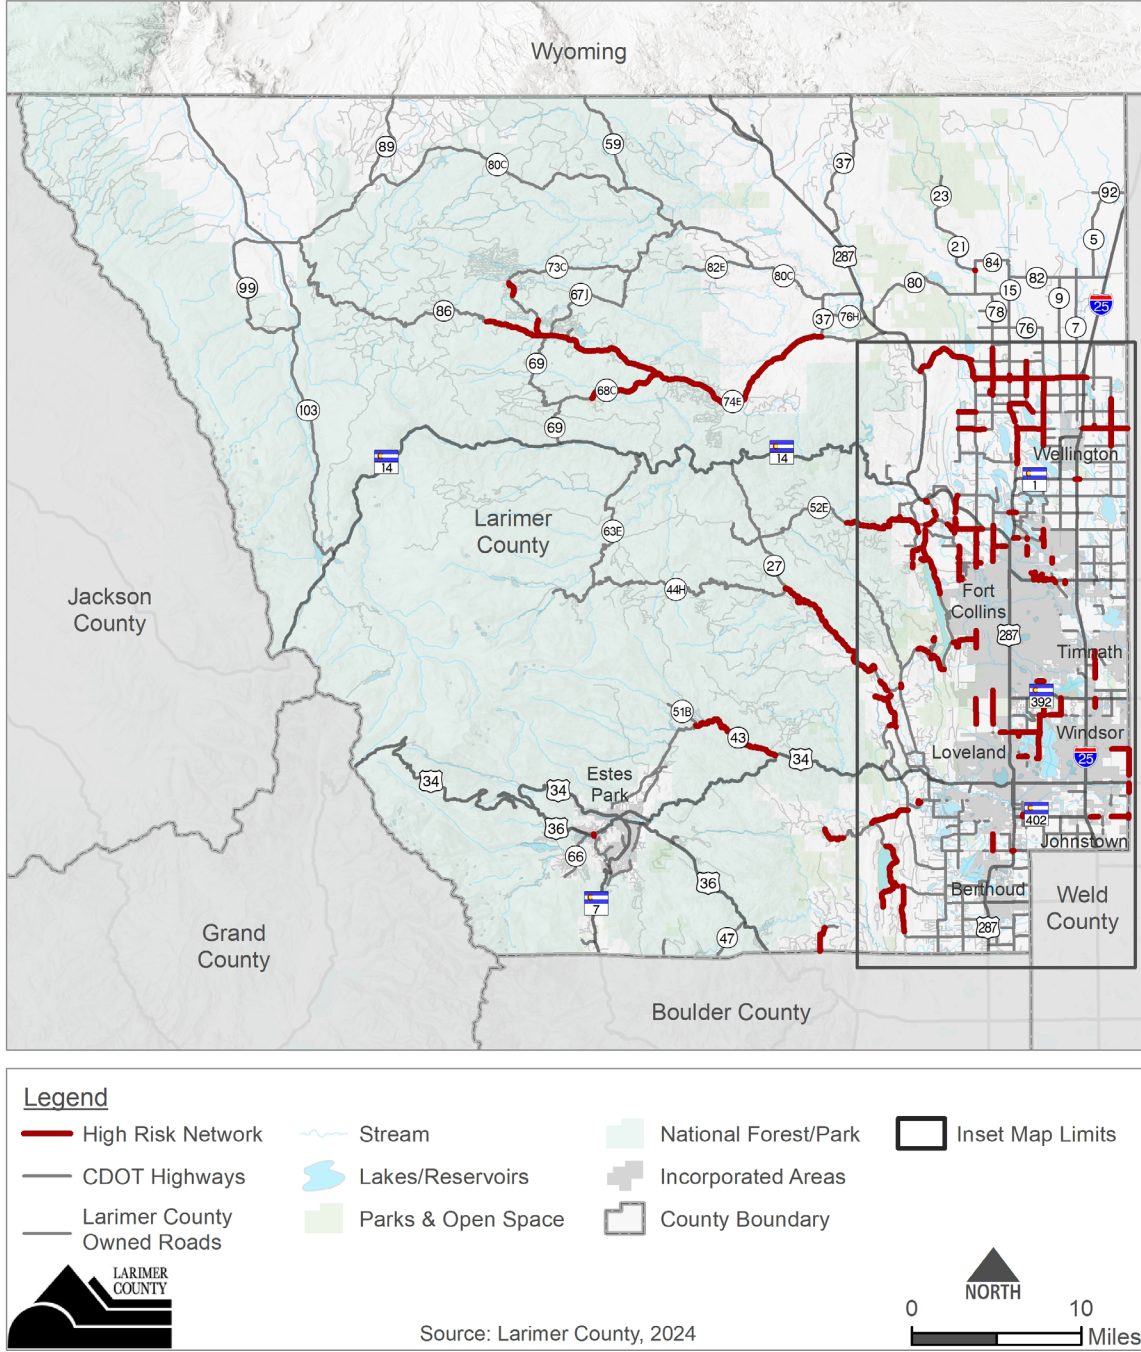 Wyoming
89
80C
59
37
23
92
21
5
287
73C
82E
80C
84
82
99
67J
80
15
9
25
86
78
37
76H
76
7
69
68C
74E
103
69
14
14
Wellington
1
52E
Larimer
County
63E
27
44H
Fort
Collins
Jackson
County
287
Timnath
392
51B
43
Windsor
Loveland
34
25
34
Estes
Park
34
36
402
Johnstown
66
36
Berthoud
7
Weld
County
287
47
Grand
County
Boulder County
Legend
High Risk Network
CDOT Highways
Larimer County
Owned Roads
Stream
Lakes/Reservoirs
Parks & Open Space
National Forest/Park
Incorporated Areas
County Boundary
Inset Map Limits
LARIMER
COUNTY
Source: Larimer County, 2024
NORTH
0 10
Miles